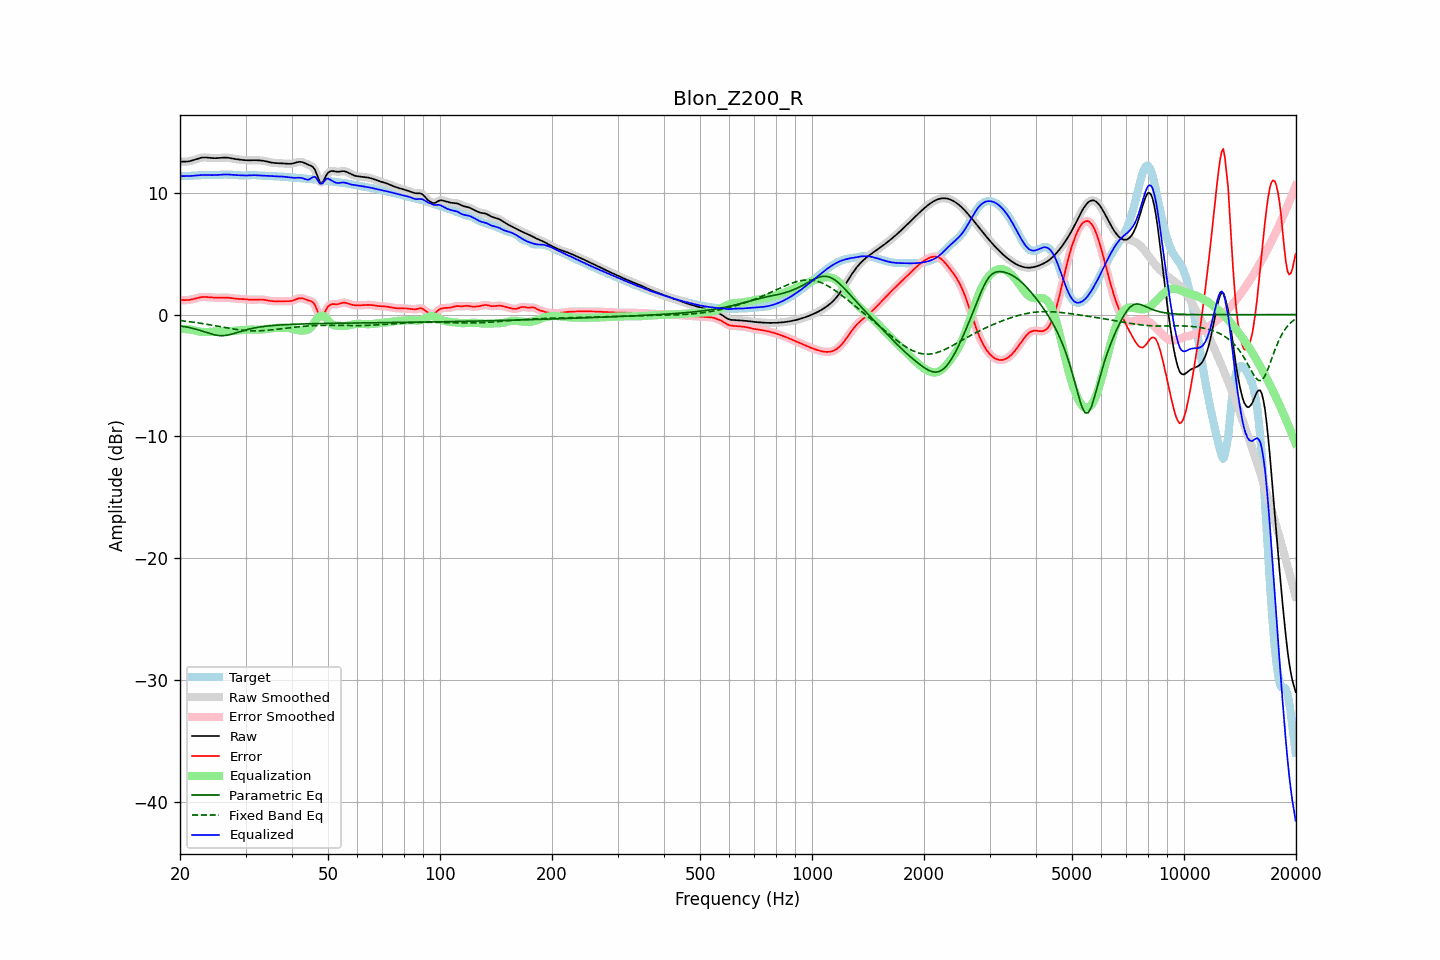 Blon_Z200_R
Amplitude (dBr)
10
0
−10
−20
−30
−40
Target
Raw Smoothed
Error Smoothed
Raw
Error
Equalization
Parametric Eq
Fixed Band Eq
Equalized
20 50 100 200 500 1000 2000 5000 10000 20000
Frequency (Hz)